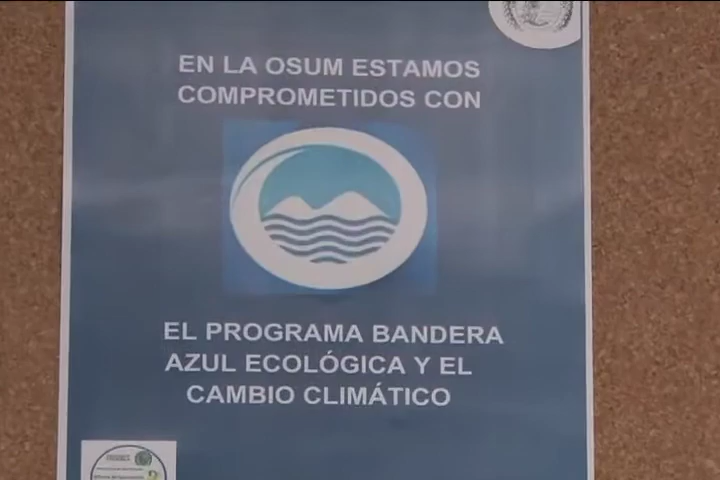 EN LA OSUM ESTAMOS
COMPROMETIDOS CON
EL PROGRAMA BANDERA
AZUL ECOLÓGICA Y EL
CAMBIO CLIMÁTICO